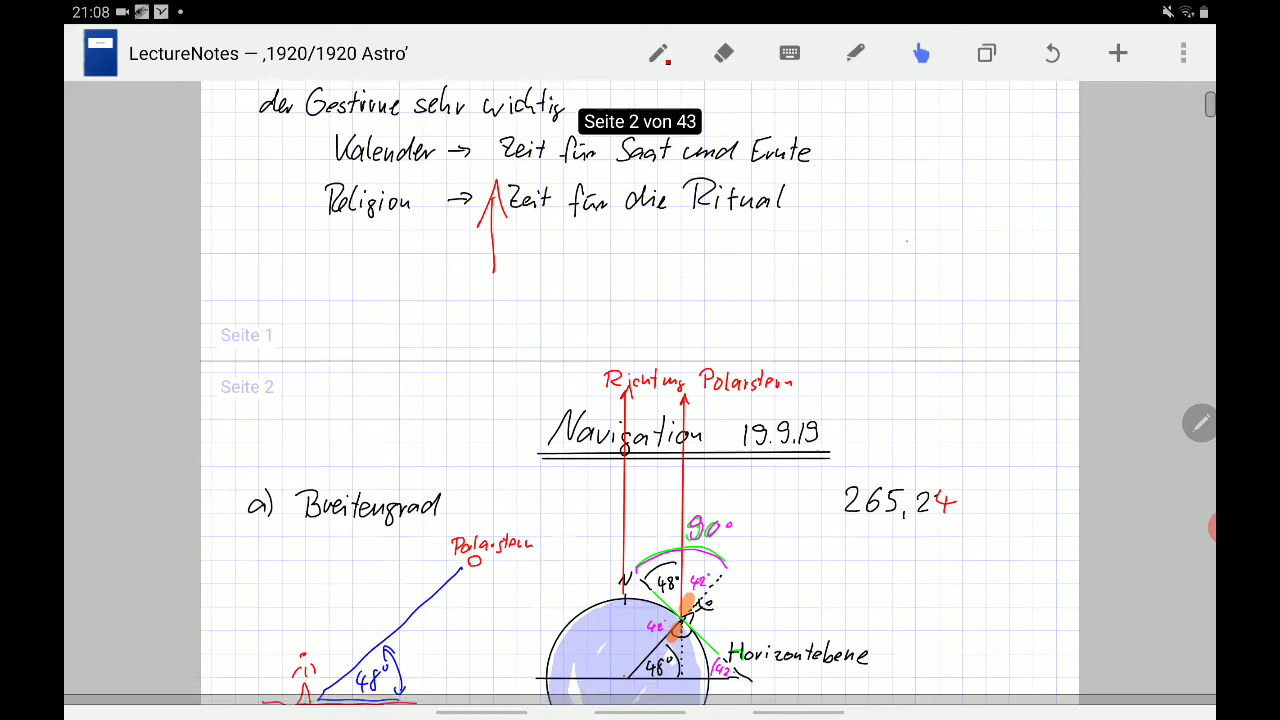 21:08
LectureNotes — ‚1920/1920 Astro’
der Gestirne sehr wichtig
Seite 2 von 43
Kalender → Zeit für Saat und Ernte
Religion → Zeit für die Ritual
Seite 1
Seite 2
Richtung Polarstern
Navigation 19.9.19
a) Breitengrad
265,24
Polarstern
90°
N
48°
42°
42°
48°
Horizontebene
42°
48°